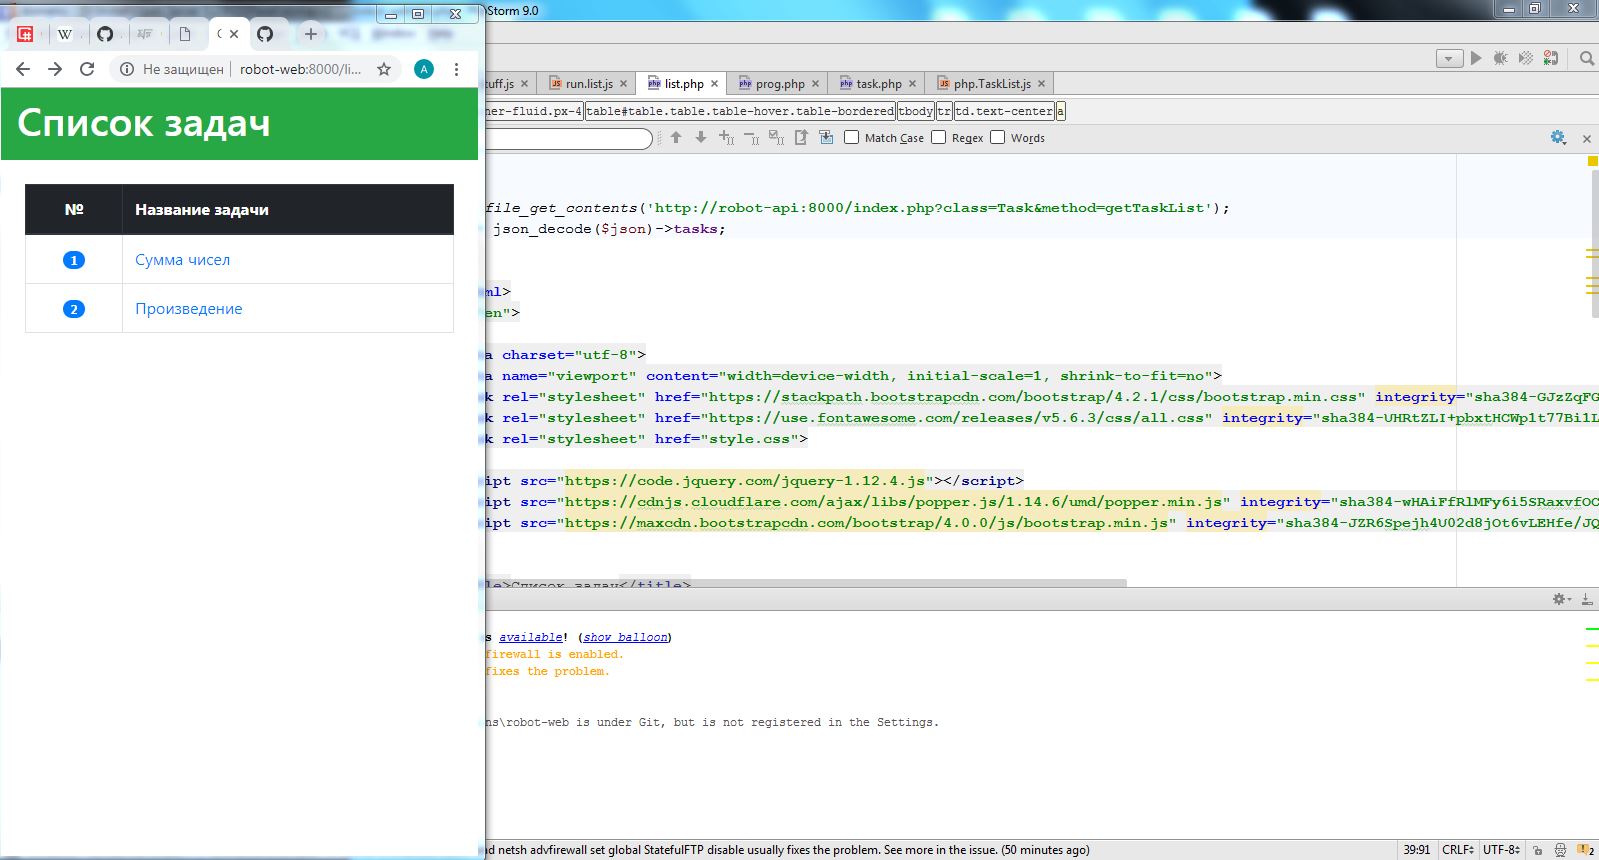 Storm 9.0
W
Не защищен
robot-web:8000/li...
A
Список задач
№ Название задачи
1 Сумма чисел
2 Произведение
tuff.js
run.list.js
list.php
prog.php
task.php
php.TaskList.js
ner-fluid.px-4 table#table.table.table-hover.table-bordered tbody tr td.text-center a
Match Case
Regex
Words
file_get_contents('http://robot-api:8000/index.php?class=Task&method=getTaskList');
json_decode($json)->tasks;
ml>
en">
a charset="utf-8">
a name="viewport" content="width=device-width, initial-scale=1, shrink-to-fit=no">
k rel="stylesheet" href="https://stackpath.bootstrapcdn.com/bootstrap/4.2.1/css/bootstrap.min.css" integrity="sha384-GJzZqFG
k rel="stylesheet" href="https://use.fontawesome.com/releases/v5.6.3/css/all.css" integrity="sha384-UHRtZLI+pbxtHCWp1t77Bi1L
k rel="stylesheet" href="style.css">
ipt src="https://code.jquery.com/jquery-1.12.4.js"></script>
ipt src="https://cdnjs.cloudflare.com/ajax/libs/popper.js/1.14.6/umd/popper.min.js" integrity="sha384-wHAiFfRlMFy6i5SRaxvfOC
ipt src="https://maxcdn.bootstrapcdn.com/bootstrap/4.0.0/js/bootstrap.min.js" integrity="sha384-JZR6Spejh4U02d8jOt6vLEHfe/JQ
le>Список задач</title>
s available! (show balloon)
firewall is enabled.
fixes the problem.
ns\robot-web is under Git, but is not registered in the Settings.
nd netsh advfirewall set global StatefulFTP disable usually fixes the problem. See more in the issue. (50 minutes ago)
39:91
CRLF
UTF-8
2